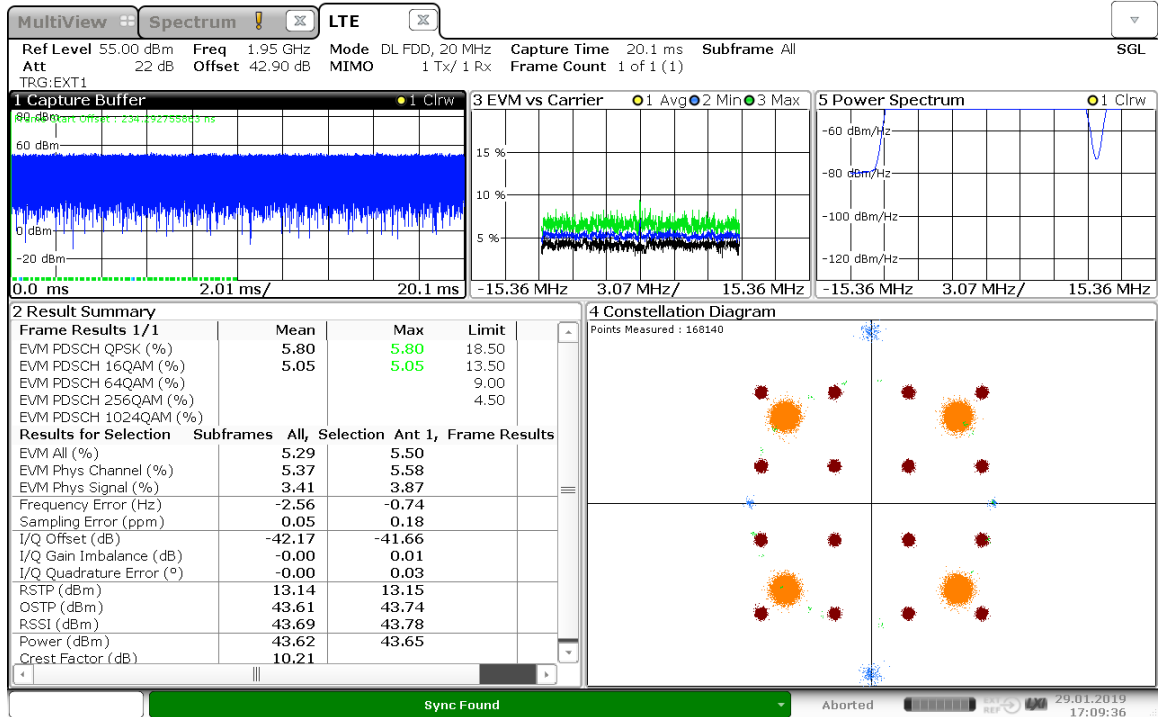 MultiView Spectrum LTE
Ref Level 55.00 dBm Freq 1.95 GHz Mode DL FDD, 20 MHz Capture Time 20.1 ms Subframe All SGL
Att 22 dB Offset 42.90 dB MIMO 1 Tx/ 1 Rx Frame Count 1 of 1 (1)
TRG:EXT1
1 Capture Buffer 1 Clrw
80 dBm
Frame Start Offset : 234.292756883 ns
60 dBm
0 dBm
-20 dBm
0.0 ms 2.01 ms/ 20.1 ms
3 EVM vs Carrier 1 Avg 2 Min 3 Max
15 %
10 %
5 %
-15.36 MHz 3.07 MHz/ 15.36 MHz
5 Power Spectrum 1 Clrw
-60 dBm/Hz
-80 dBm/Hz
-100 dBm/Hz
-120 dBm/Hz
-15.36 MHz 3.07 MHz/ 15.36 MHz
2 Result Summary
Frame Results 1/1 Mean Max Limit
EVM PDSCH QPSK (%) 5.80 5.80 18.50
EVM PDSCH 16QAM (%) 5.05 5.05 13.50
EVM PDSCH 64QAM (%) 9.00
EVM PDSCH 256QAM (%) 4.50
EVM PDSCH 1024QAM (%)
Results for Selection Subframes All, Selection Ant 1, Frame Results
EVM All (%) 5.29 5.50
EVM Phys Channel (%) 5.37 5.58
EVM Phys Signal (%) 3.41 3.87
Frequency Error (Hz) -2.56 -0.74
Sampling Error (ppm) 0.05 0.18
I/Q Offset (dB) -42.17 -41.66
I/Q Gain Imbalance (dB) -0.00 0.01
I/Q Quadrature Error (º) -0.00 0.03
RSTP (dBm) 13.14 13.15
OSTP (dBm) 43.61 43.74
RSSI (dBm) 43.69 43.78
Power (dBm) 43.62 43.65
Crest Factor (dB) 10.21
4 Constellation Diagram
Points Measured : 168140
Sync Found
Aborted
EXT
REF
LXI
29.01.2019
17:09:36